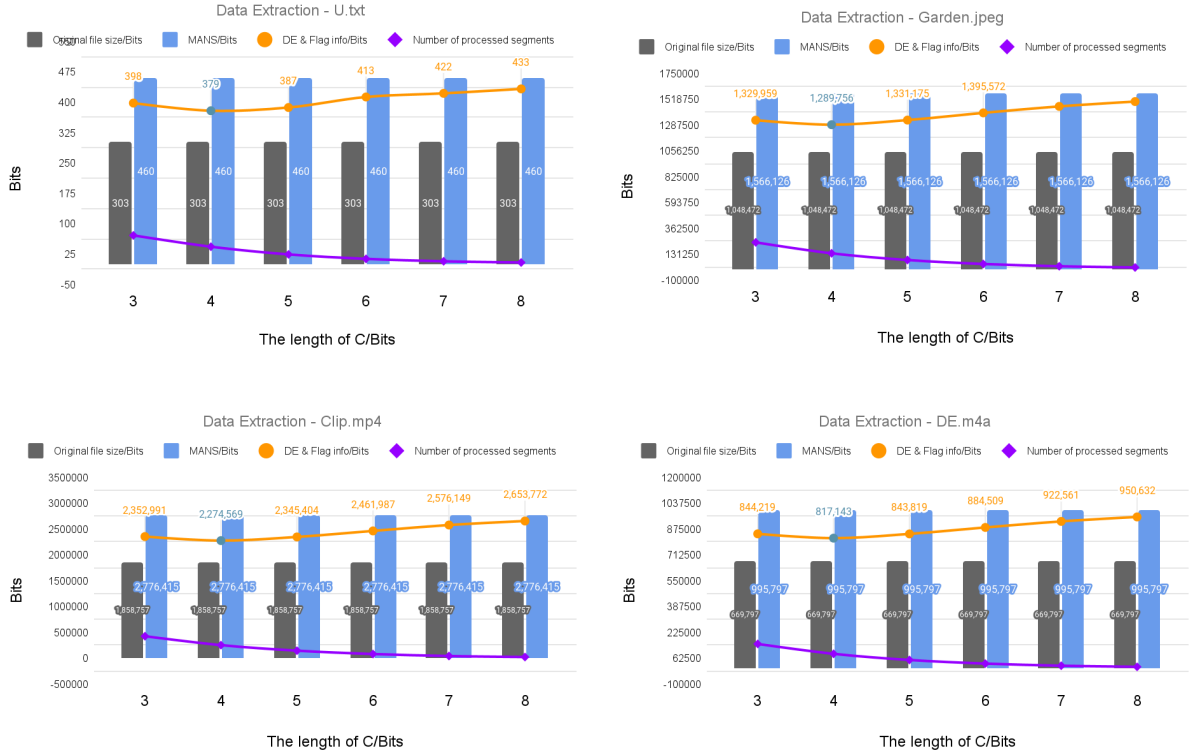 Data Extraction - U.txt
Original file size/Bits MANS/Bits DE & Flag info/Bits Number of processed segments
550
475
400
325
250
175
100
25
-50
Bits
398 379 387 413 422 433
460 460 460 460 460 460
303 303 303 303 303 303
3 4 5 6 7 8
The length of C/Bits
Data Extraction - Garden.jpeg
Original file size/Bits MANS/Bits DE & Flag info/Bits Number of processed segments
1750000
1518750
1287500
1056250
825000
593750
362500
131250
-100000
Bits
1,329,959 1,289,756 1,331,175 1,395,572
1,566,126 1,566,126 1,566,126 1,566,126 1,566,126 1,566,126
1,048,472 1,048,472 1,048,472 1,048,472 1,048,472 1,048,472
3 4 5 6 7 8
The length of C/Bits
Data Extraction - Clip.mp4
Original file size/Bits MANS/Bits DE & Flag info/Bits Number of processed segments
3500000
3000000
2500000
2000000
1500000
1000000
500000
0
-500000
Bits
2,352,991 2,274,569 2,345,404 2,461,987 2,576,149 2,653,772
2,776,415 2,776,415 2,776,415 2,776,415 2,776,415 2,776,415
1,858,757 1,858,757 1,858,757 1,858,757 1,858,757 1,858,757
3 4 5 6 7 8
The length of C/Bits
Data Extraction - DE.m4a
Original file size/Bits MANS/Bits DE & Flag info/Bits Number of processed segments
1200000
1037500
875000
712500
550000
387500
225000
62500
-100000
Bits
844,219 817,143 843,819 884,509 922,561 950,632
995,797 995,797 995,797 995,797 995,797 995,797
669,797 669,797 669,797 669,797 669,797 669,797
3 4 5 6 7 8
The length of C/Bits